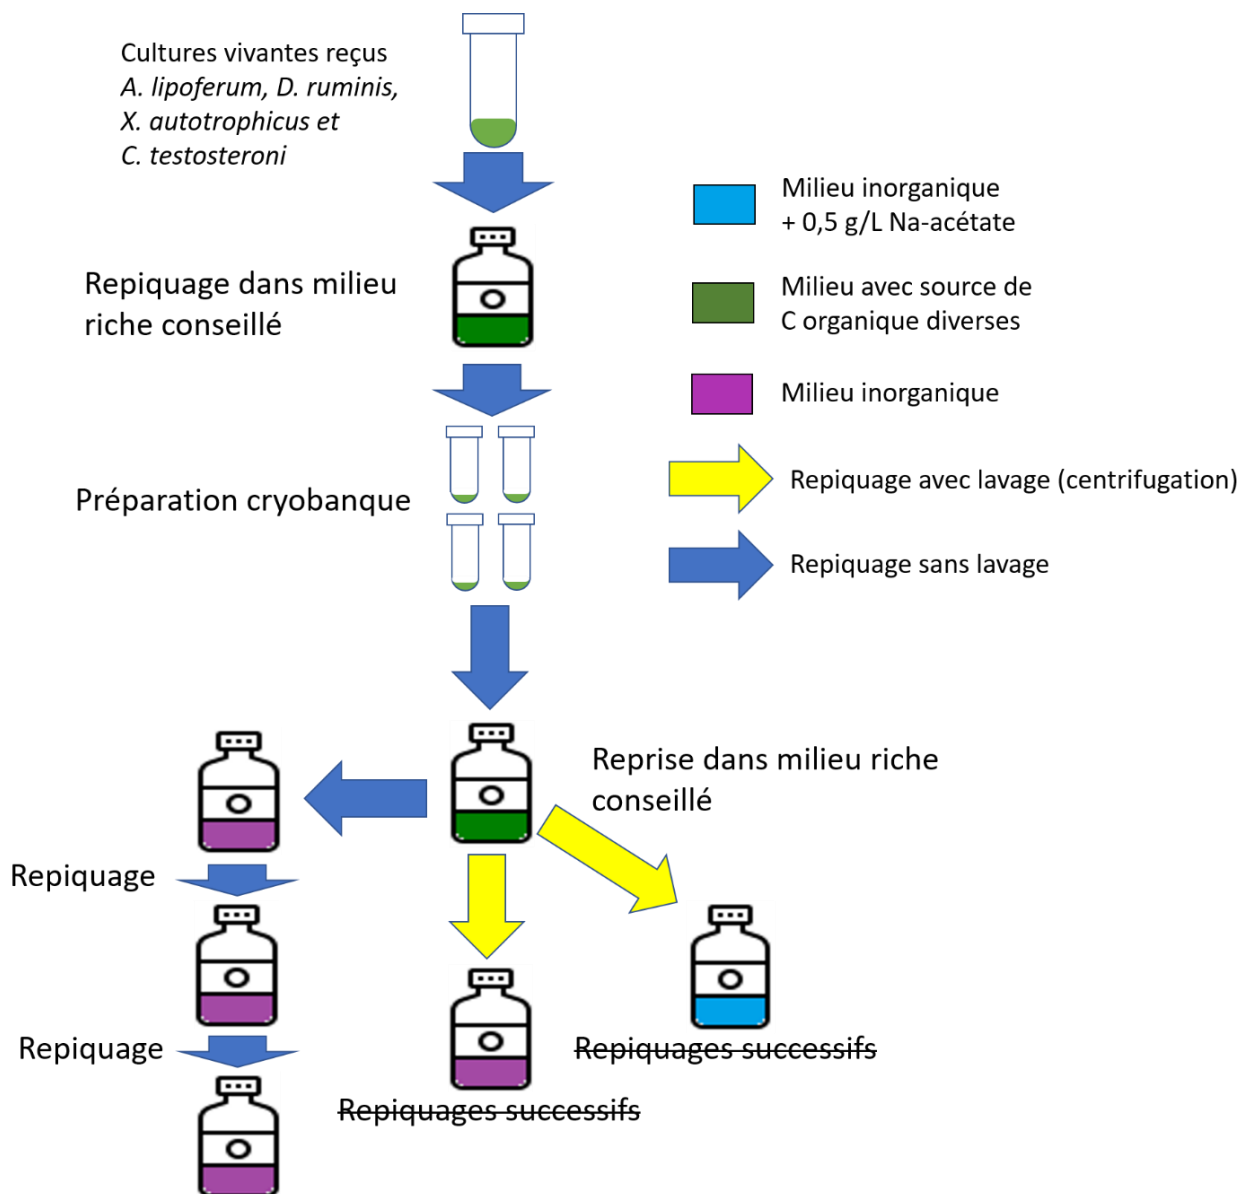 Cultures vivantes reçus
A. lipoferum, D. ruminis,
X. autotrophicus et
C. testosteroni
Milieu inorganique
+ 0,5 g/L Na-acétate
Repiquage dans milieu
riche conseillé
Milieu avec source de
C organique diverses
Milieu inorganique
Préparation cryobanque
Repiquage avec lavage (centrifugation)
Repiquage sans lavage
Reprise dans milieu riche
conseillé
Repiquage
Repiquage
Repiquages successifs
Repiquages successifs